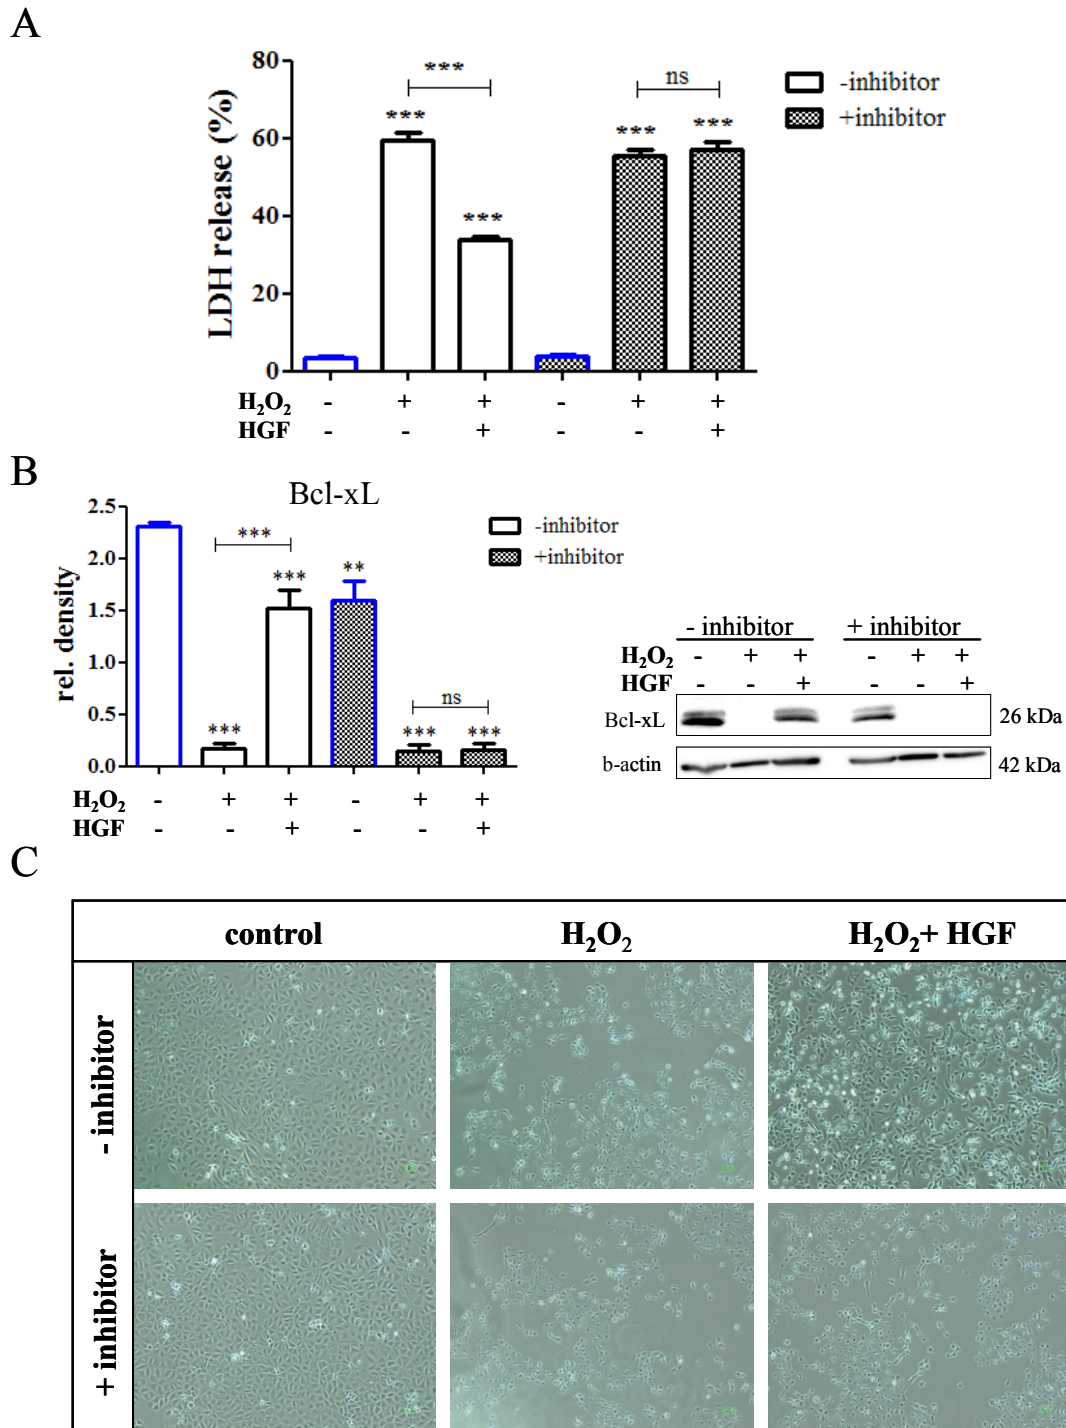 A
80
60
40
20
0
LDH release (%)
***
***
***
ns
***
***
-inhibitor
+inhibitor
H₂O₂ - + + - + +
HGF - - + - - +
B
Bcl-xL
2.5
2.0
1.5
1.0
0.5
0.0
rel. density
***
***
***
**
ns
***
***
-inhibitor
+inhibitor
H₂O₂ - + + - + +
HGF - - + - - +
- inhibitor + inhibitor
H₂O₂ - + + - + +
HGF - - + - - +
Bcl-xL 26 kDa
b-actin 42 kDa
C
control H₂O₂ H₂O₂+ HGF
- inhibitor
+ inhibitor